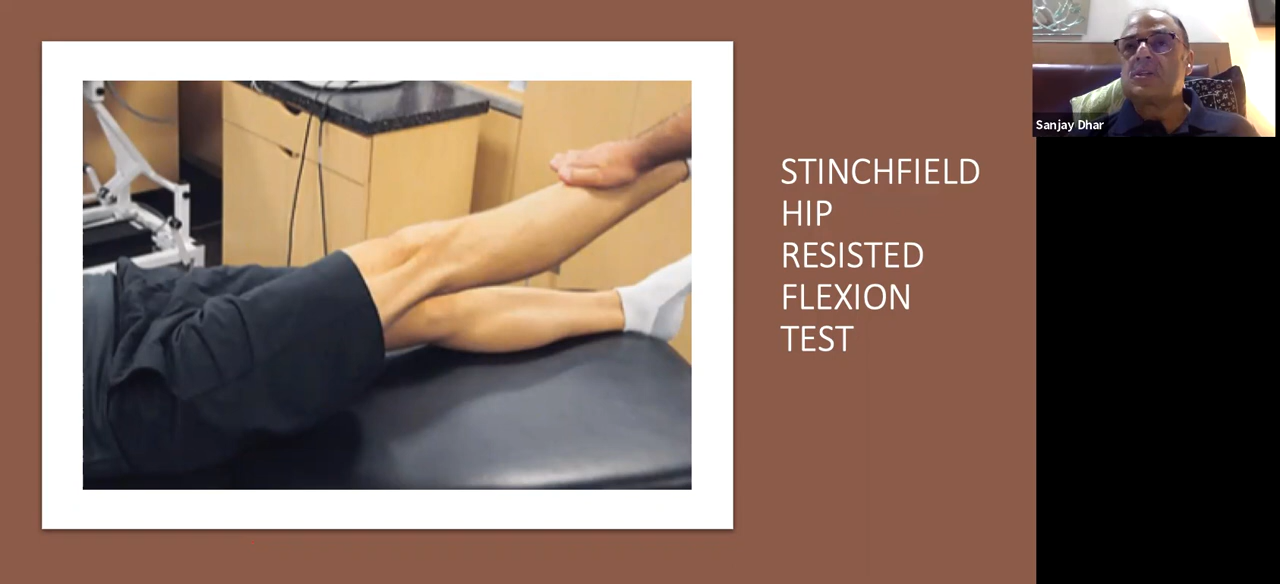 STINCHFIELD
HIP
RESISTED
FLEXION
TEST
Sanjay Dhar